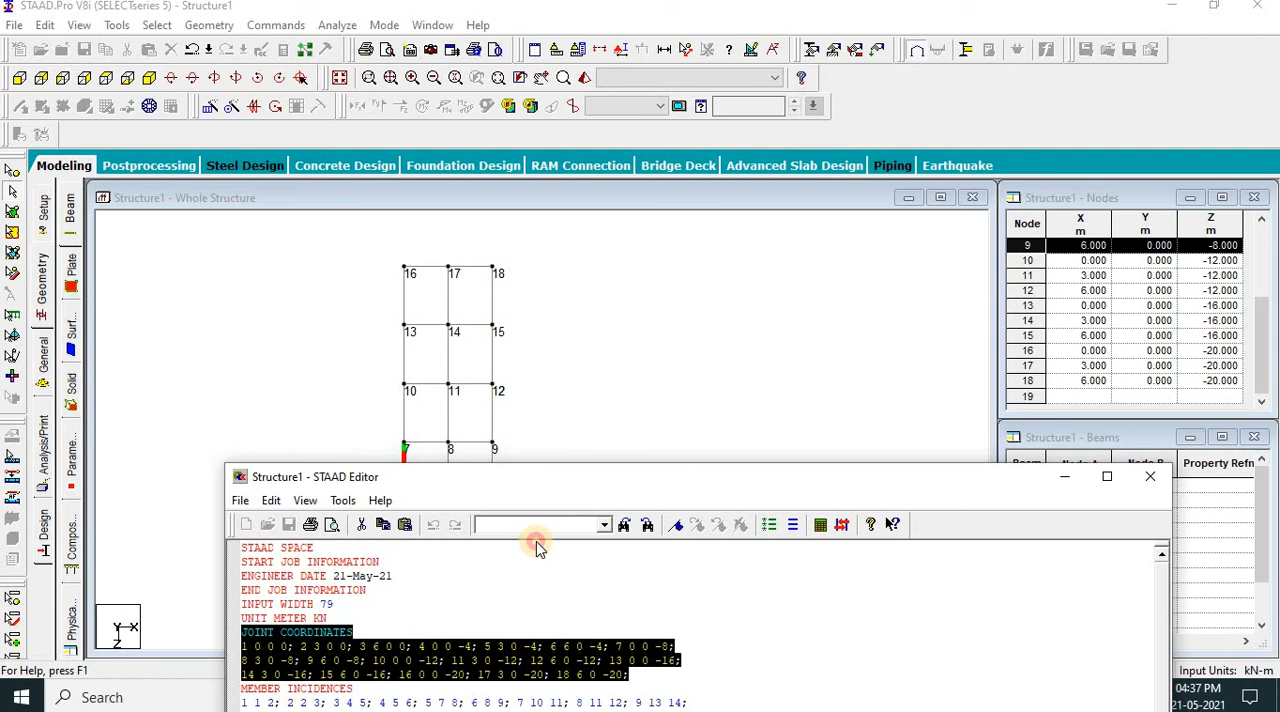 STAAD.Pro V8i (SELECTseries 5) - Structure1
File Edit View Tools Select Geometry Commands Analyze Mode Window Help
Modeling Postprocessing Steel Design Concrete Design Foundation Design RAM Connection Bridge Deck Advanced Slab Design Piping Earthquake
Setup
Geometry
General
Analysis/Print
Design
Beam
Plate
Surf...
Solid
Parame...
Compos...
Physica...
Structure1 - Whole Structure
16 17 18
13 14 15
10 11 12
7 8 9
Y X
Z
Structure1 - Nodes
Node X m Y m Z m
9 6.000 0.000 -8.000
10 0.000 0.000 -12.000
11 3.000 0.000 -12.000
12 6.000 0.000 -12.000
13 0.000 0.000 -16.000
14 3.000 0.000 -16.000
15 6.000 0.000 -16.000
16 0.000 0.000 -20.000
17 3.000 0.000 -20.000
18 6.000 0.000 -20.000
19
Structure1 - Beams
Property Refn
Structure1 - STAAD Editor
File Edit View Tools Help
STAAD SPACE
START JOB INFORMATION
ENGINEER DATE 21-May-21
END JOB INFORMATION
INPUT WIDTH 79
UNIT METER KN
JOINT COORDINATES
1 0 0 0; 2 3 0 0; 3 6 0 0; 4 0 0 -4; 5 3 0 -4; 6 6 0 -4; 7 0 0 -8;
8 3 0 -8; 9 6 0 -8; 10 0 0 -12; 11 3 0 -12; 12 6 0 -12; 13 0 0 -16;
14 3 0 -16; 15 6 0 -16; 16 0 0 -20; 17 3 0 -20; 18 6 0 -20;
MEMBER INCIDENCES
1 1 2; 2 2 3; 3 4 5; 4 5 6; 5 7 8; 6 8 9; 7 10 11; 8 11 12; 9 13 14;
For Help, press F1
Input Units: kN-m
Search
04:37 PM
21-05-2021